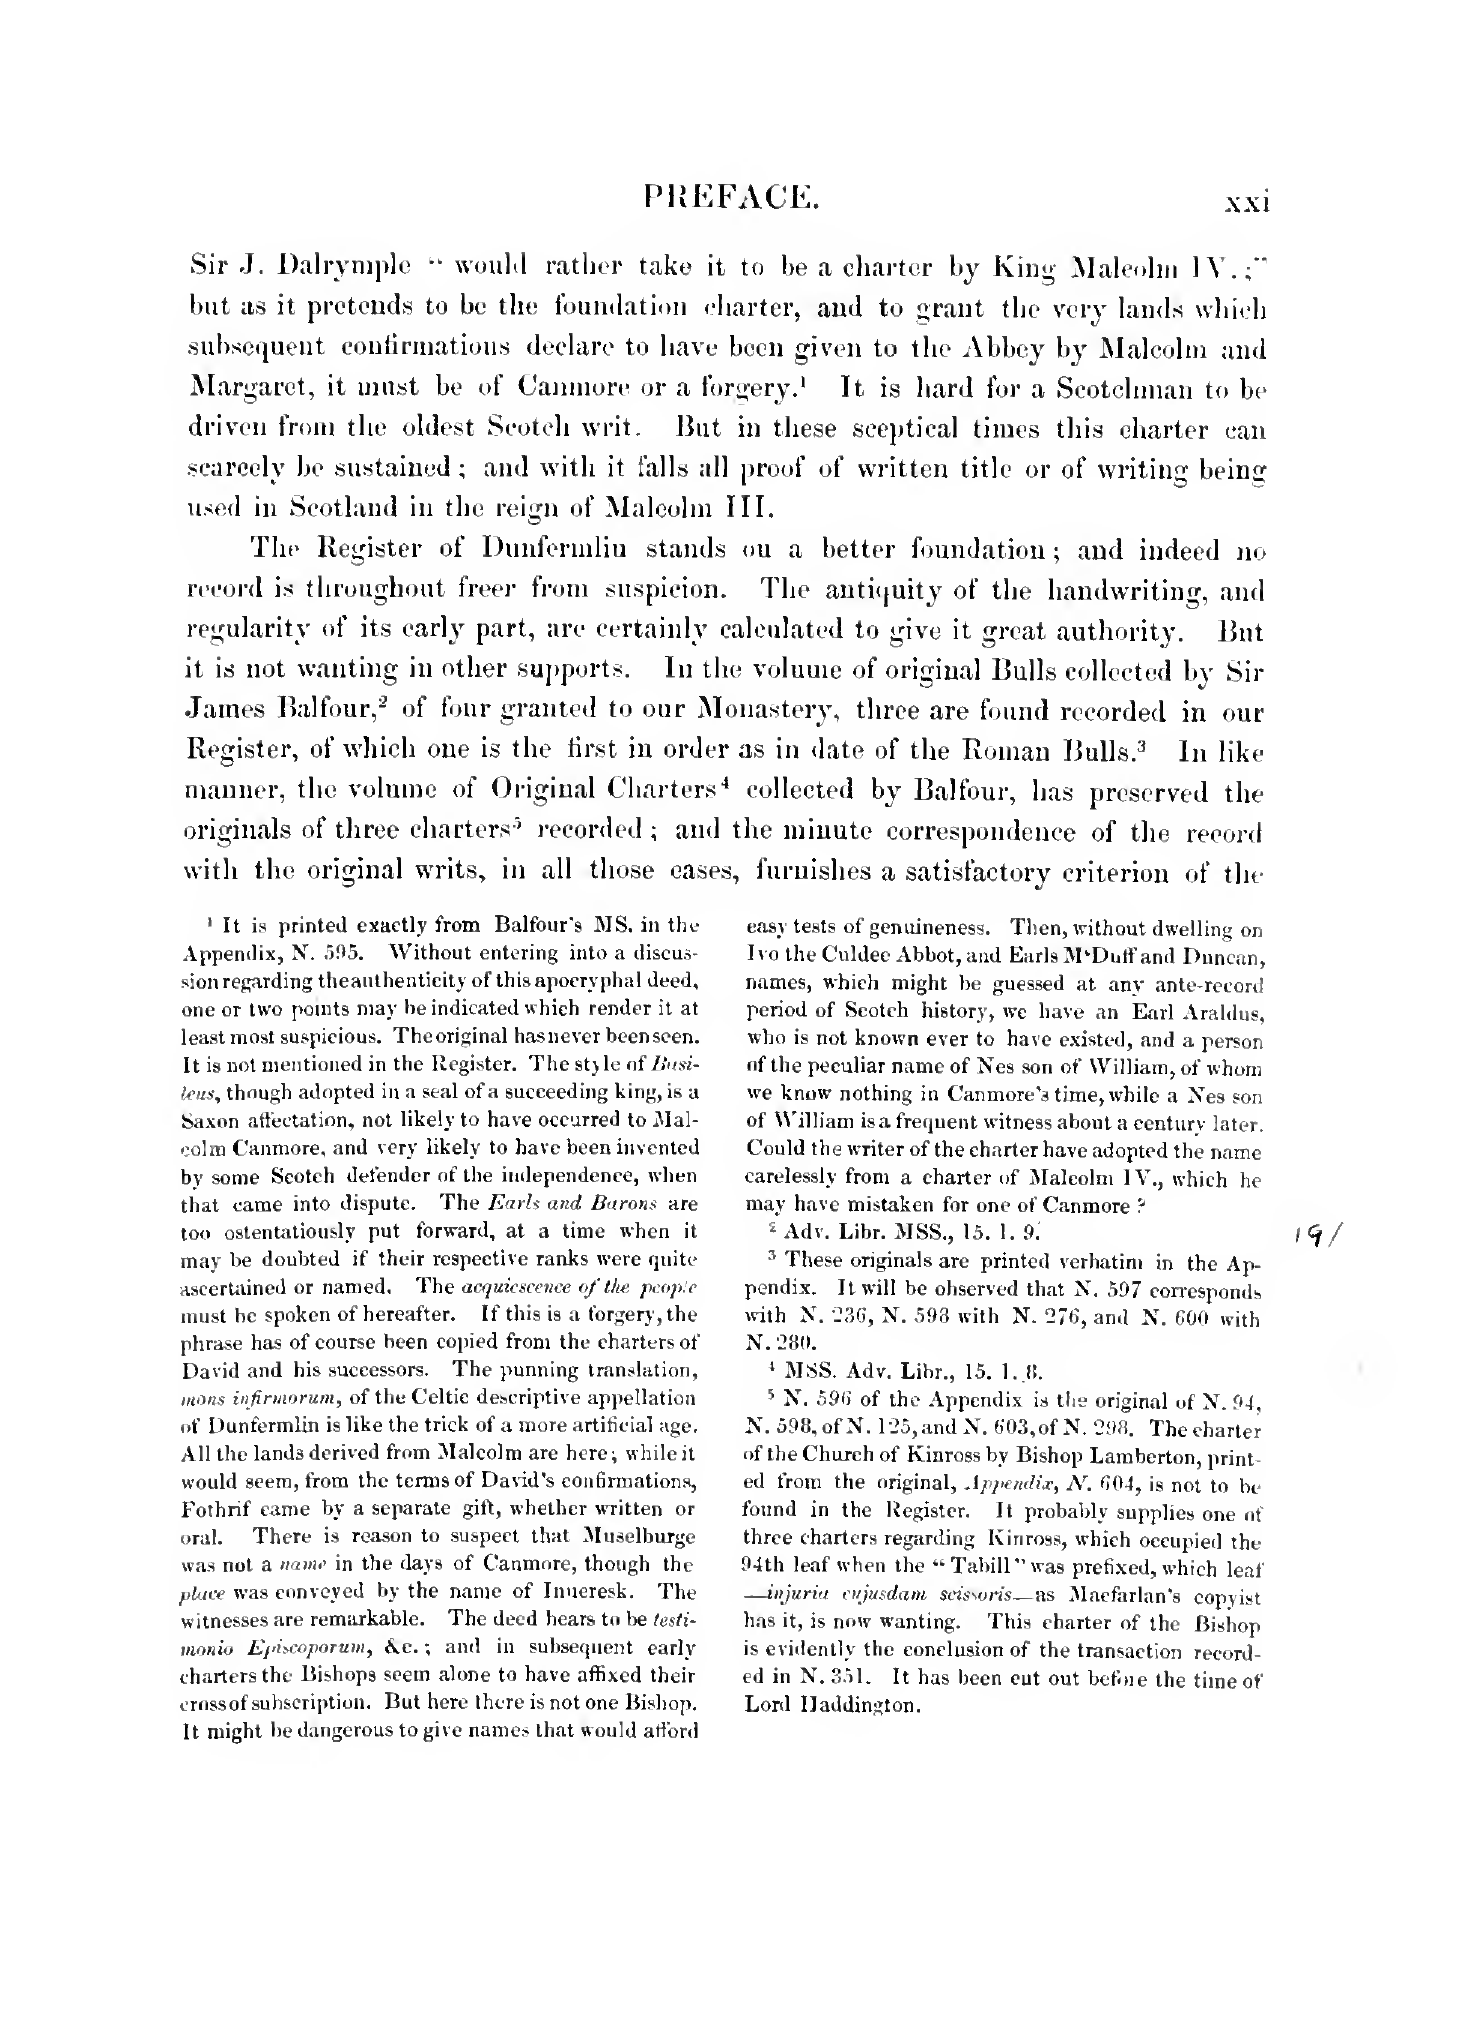 PREFACE. xxi
Sir J. Dalrymple “ would rather take it to be a charter by King Malcolm IV. ;”
but as it pretends to be the foundation charter, and to grant the very lands which
subsequent confirmations declare to have been given to the Abbey by Malcolm and
Margaret, it must be of Canmore or a forgery.¹ It is hard for a Scotchman to be
driven from the oldest Scotch writ. But in these sceptical times this charter can
scarcely be sustained ; and with it falls all proof of written title or of writing being
used in Scotland in the reign of Malcolm III.
The Register of Dunfermlin stands on a better foundation ; and indeed no
record is throughout freer from suspicion. The antiquity of the handwriting, and
regularity of its early part, are certainly calculated to give it great authority. But
it is not wanting in other supports. In the volume of original Bulls collected by Sir
James Balfour,² of four granted to our Monastery, three are found recorded in our
Register, of which one is the first in order as in date of the Roman Bulls.³ In like
manner, the volume of Original Charters⁴ collected by Balfour, has preserved the
originals of three charters⁵ recorded ; and the minute correspondence of the record
with the original writs, in all those cases, furnishes a satisfactory criterion of the
¹ It is printed exactly from Balfour's MS. in the
Appendix, N. 595. Without entering into a discus-
sion regarding the authenticity of this apocryphal deed,
one or two points may be indicated which render it at
least most suspicious. The original has never been seen.
It is not mentioned in the Register. The style of Basi-
leus, though adopted in a seal of a succeeding king, is a
Saxon affectation, not likely to have occurred to Mal-
colm Canmore, and very likely to have been invented
by some Scotch defender of the independence, when
that came into dispute. The Earls and Barons are
too ostentatiously put forward, at a time when it
may be doubted if their respective ranks were quite
ascertained or named. The acquiescence of the people
must be spoken of hereafter. If this is a forgery, the
phrase has of course been copied from the charters of
David and his successors. The punning translation,
mons infirmorum, of the Celtic descriptive appellation
of Dunfermlin is like the trick of a more artificial age.
All the lands derived from Malcolm are here ; while it
would seem, from the terms of David's confirmations,
Fothrif came by a separate gift, whether written or
oral. There is reason to suspect that Muselburge
was not a name in the days of Canmore, though the
place was conveyed by the name of Inneresk. The
witnesses are remarkable. The deed bears to be testi-
monio Episcoporum, &c. ; and in subsequent early
charters the Bishops seem alone to have affixed their
cross of subscription. But here there is not one Bishop.
It might be dangerous to give names that would afford
easy tests of genuineness. Then, without dwelling on
Ivo the Culdee Abbot, and Earls M‘Duff and Duncan,
names, which might be guessed at any ante-record
period of Scotch history, we have an Earl Araldus,
who is not known ever to have existed, and a person
of the peculiar name of Nes son of William, of whom
we know nothing in Canmore's time, while a Nes son
of William is a frequent witness about a century later.
Could the writer of the charter have adopted the name
carelessly from a charter of Malcolm IV., which he
may have mistaken for one of Canmore ?
² Adv. Libr. MSS., 15. 1. 9.
19/
³ These originals are printed verbatim in the Ap-
pendix. It will be observed that N. 597 corresponds
with N. 236, N. 593 with N. 276, and N. 600 with
N. 280.
⁴ MSS. Adv. Libr., 15. 1. 8.
⁵ N. 596 of the Appendix is the original of N. 94,
N. 598, of N. 125, and N. 603, of N. 298. The charter
of the Church of Kinross by Bishop Lamberton, print-
ed from the original, Appendix, N. 604, is not to be
found in the Register. It probably supplies one of
three charters regarding Kinross, which occupied the
94th leaf when the “ Tabill” was prefixed, which leaf
—injuria cujusdam scissoris—as Macfarlan's copyist
has it, is now wanting. This charter of the Bishop
is evidently the conclusion of the transaction record-
ed in N. 351. It has been cut out before the time of
Lord Haddington.